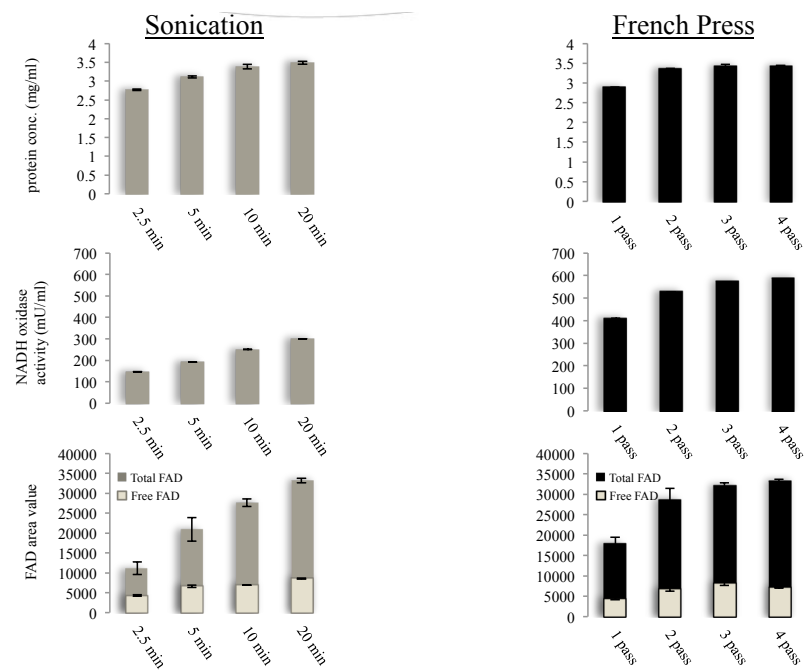 Sonication
French Press
protein conc. (mg/ml)
4
3.5
3
2.5
2
1.5
1
0.5
0
2.5 min
5 min
10 min
20 min
4
3.5
3
2.5
2
1.5
1
0.5
0
1 pass
2 pass
3 pass
4 pass
NADH oxidase
activity (mU/ml)
700
600
500
400
300
200
100
0
2.5 min
5 min
10 min
20 min
700
600
500
400
300
200
100
0
1 pass
2 pass
3 pass
4 pass
FAD area value
40000
35000
30000
25000
20000
15000
10000
5000
0
Total FAD
Free FAD
2.5 min
5 min
10 min
20 min
40000
35000
30000
25000
20000
15000
10000
5000
0
Total FAD
Free FAD
1 pass
2 pass
3 pass
4 pass